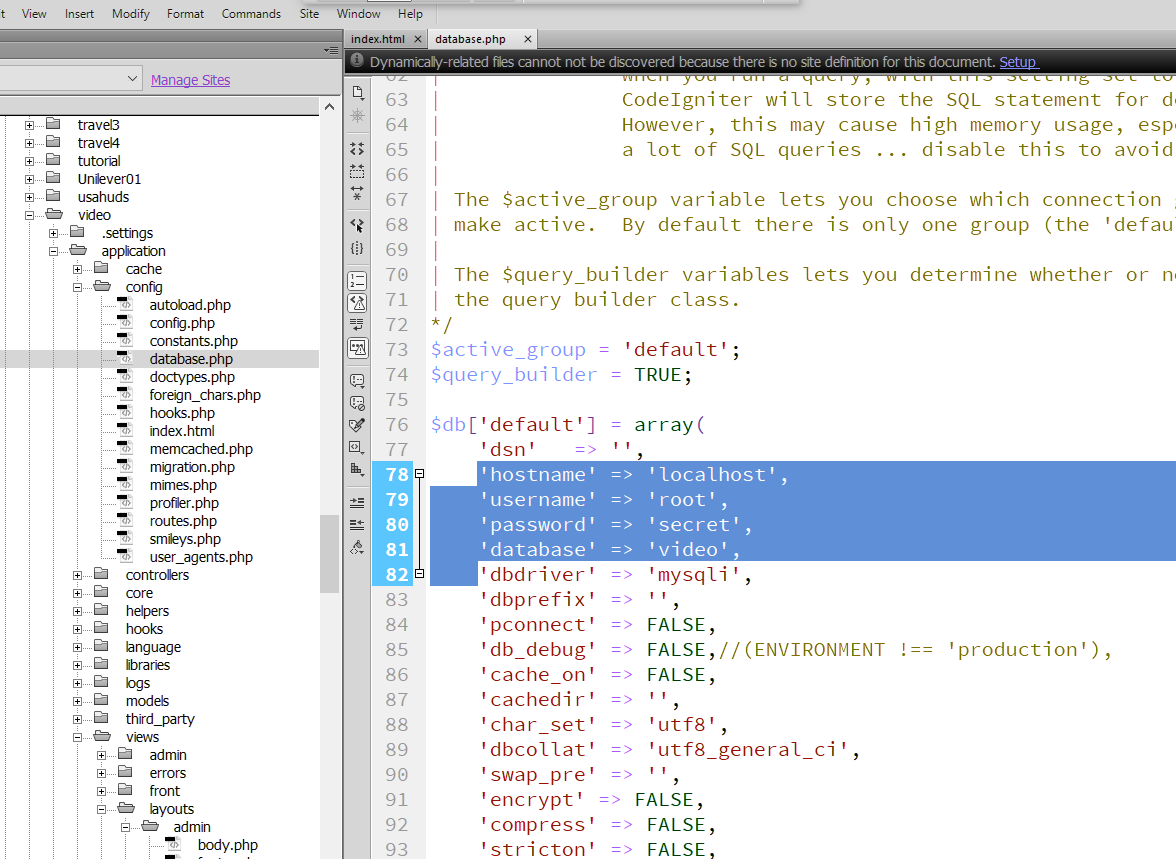 View Insert Modify Format Commands Site Window Help
index.html database.php
Dynamically-related files cannot not be discovered because there is no site definition for this document. Setup
Manage Sites
travel3
travel4
tutorial
Unilever01
usahuds
video
.settings
application
cache
config
autoload.php
config.php
constants.php
database.php
doctypes.php
foreign_chars.php
hooks.php
index.html
memcached.php
migration.php
mimes.php
profiler.php
routes.php
smileys.php
user_agents.php
controllers
core
helpers
hooks
language
libraries
logs
models
third_party
views
admin
errors
front
layouts
admin
body.php
62 | when you run a query, with this setting set to
63 | CodeIgniter will store the SQL statement for
64 | However, this may cause high memory usage,
65 | a lot of SQL queries ... disable this to avoid
66 |
67 | The $active_group variable lets you choose which connection
68 | make active. By default there is only one group (the 'defau
69 |
70 | The $query_builder variables lets you determine whether or
71 | the query builder class.
72 */
73 $active_group = 'default';
74 $query_builder = TRUE;
75
76 $db['default'] = array(
77 'dsn' => '',
78 'hostname' => 'localhost',
79 'username' => 'root',
80 'password' => 'secret',
81 'database' => 'video',
82 'dbdriver' => 'mysqli',
83 'dbprefix' => '',
84 'pconnect' => FALSE,
85 'db_debug' => FALSE,//(ENVIRONMENT !== 'production'),
86 'cache_on' => FALSE,
87 'cachedir' => '',
88 'char_set' => 'utf8',
89 'dbcollat' => 'utf8_general_ci',
90 'swap_pre' => '',
91 'encrypt' => FALSE,
92 'compress' => FALSE,
93 'stricton' => FALSE,